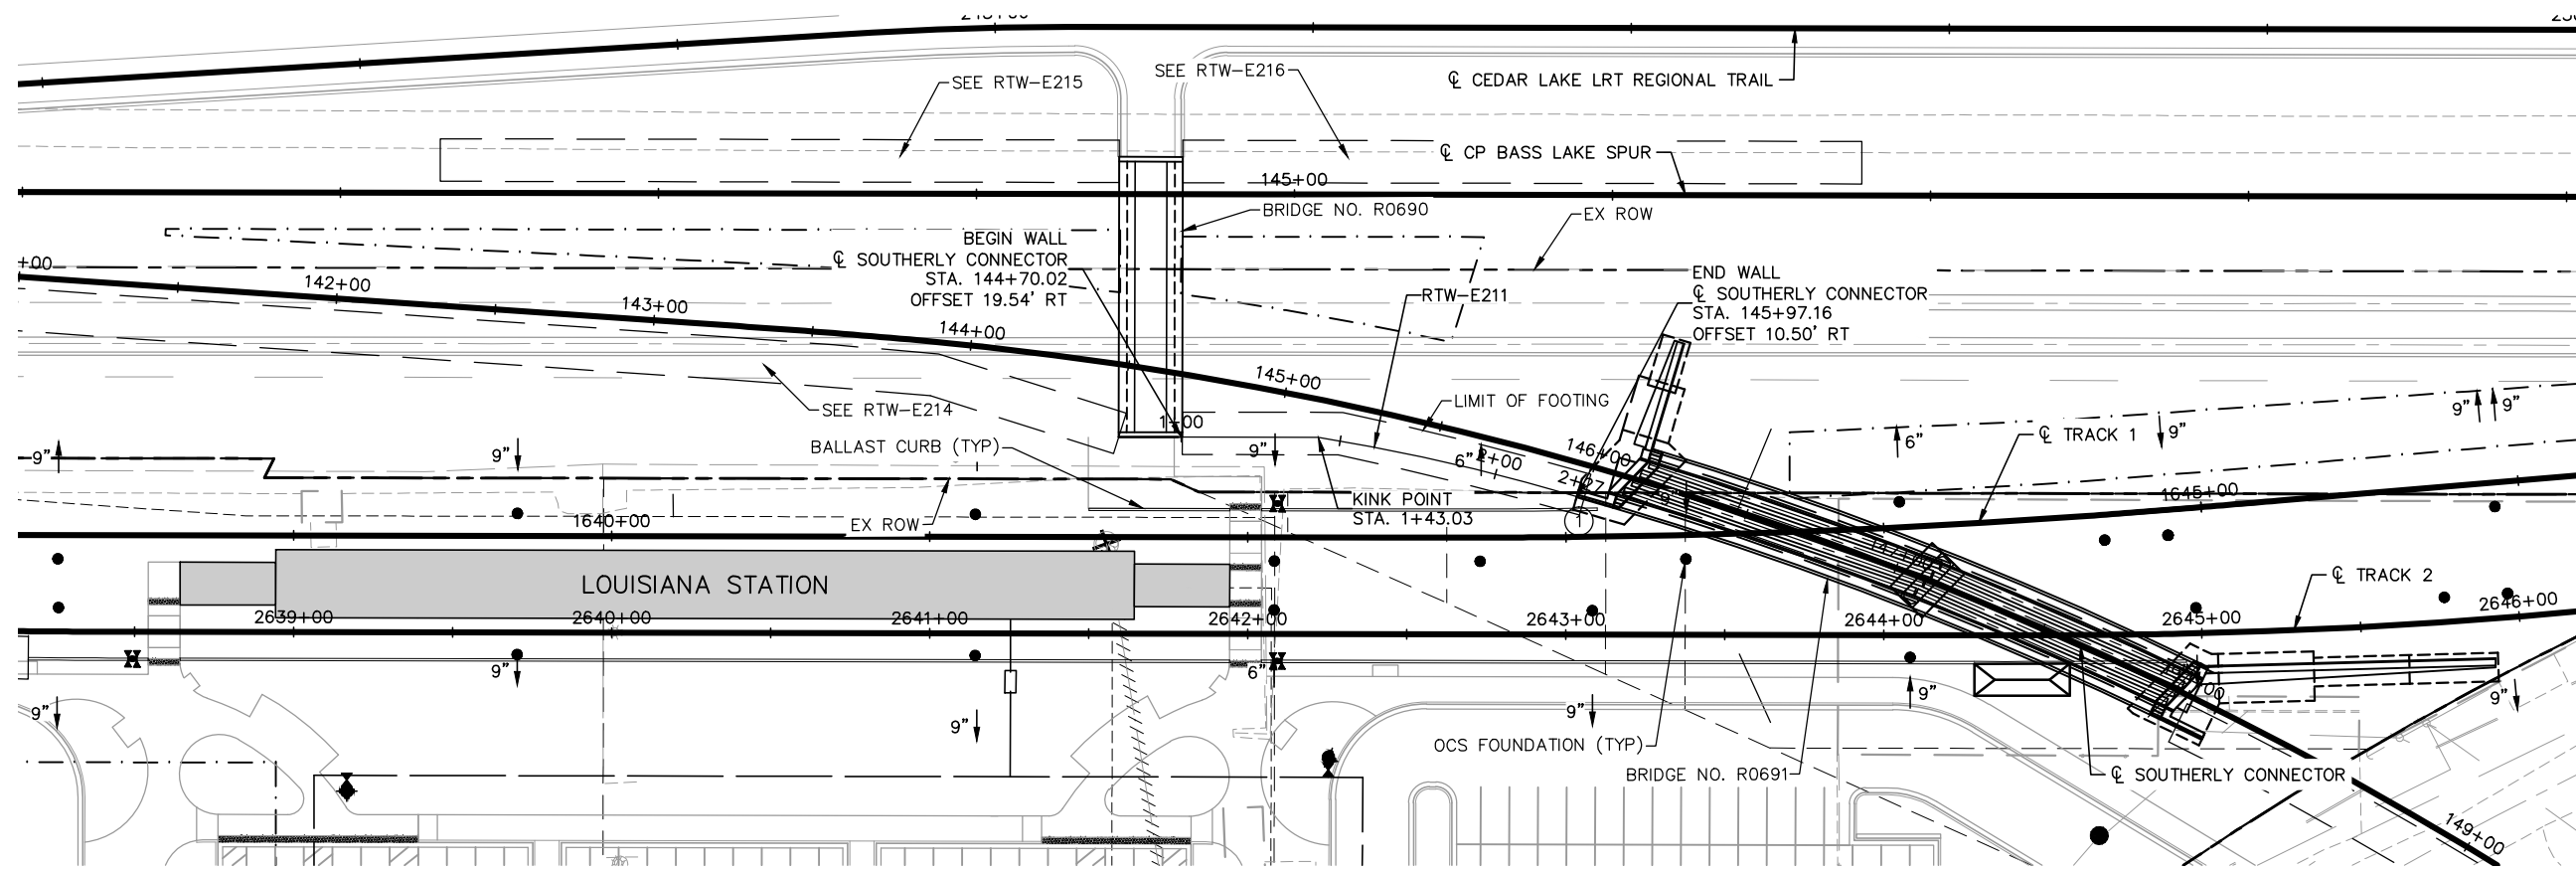 SEE RTW-E215
SEE RTW-E216
℄ CEDAR LAKE LRT REGIONAL TRAIL
℄ CP BASS LAKE SPUR
145+00
BRIDGE NO. R0690
EX ROW
BEGIN WALL
℄ SOUTHERLY CONNECTOR
STA. 144+70.02
OFFSET 19.54' RT
END WALL
℄ SOUTHERLY CONNECTOR
STA. 145+97.16
OFFSET 10.50' RT
+00
142+00
143+00
144+00
145+00
146+00
RTW-E211
LIMIT OF FOOTING
SEE RTW-E214
BALLAST CURB (TYP)
1+00
2+00
2+27
9"
9"
9"
6"
9"
6"
9"
9"
9"
℄ TRACK 1
1645+00
KINK POINT
STA. 1+43.03
EX ROW
1640+00
LOUISIANA STATION
℄ TRACK 2
2639+00
2640+00
2641+00
2642+00
2643+00
2644+00
2645+00
2646+00
9"
6"
9"
9"
9"
9"
9"
OCS FOUNDATION (TYP)
BRIDGE NO. R0691
℄ SOUTHERLY CONNECTOR
149+00